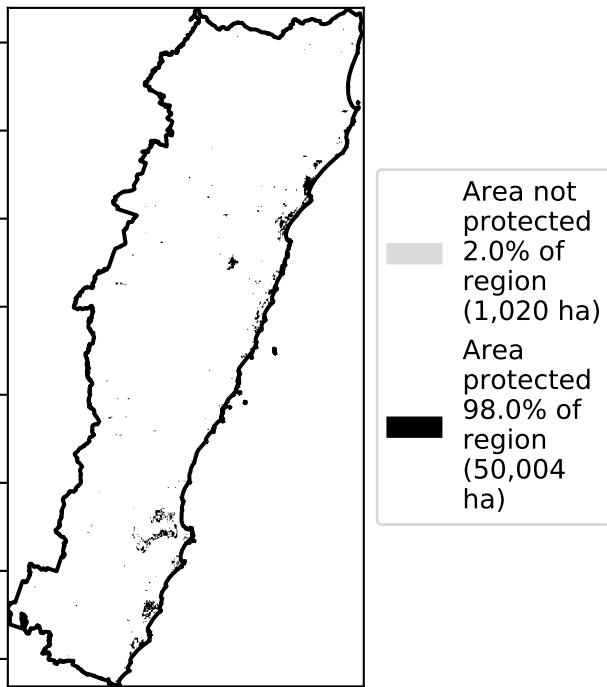 Area not
protected
2.0% of
region
(1,020 ha)
Area
protected
98.0% of
region
(50,004
ha)